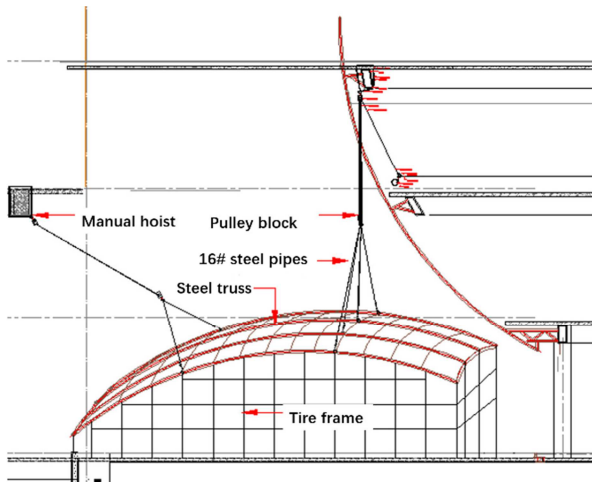 Manual hoist
Pulley block
16# steel pipes
Steel truss
Tire frame